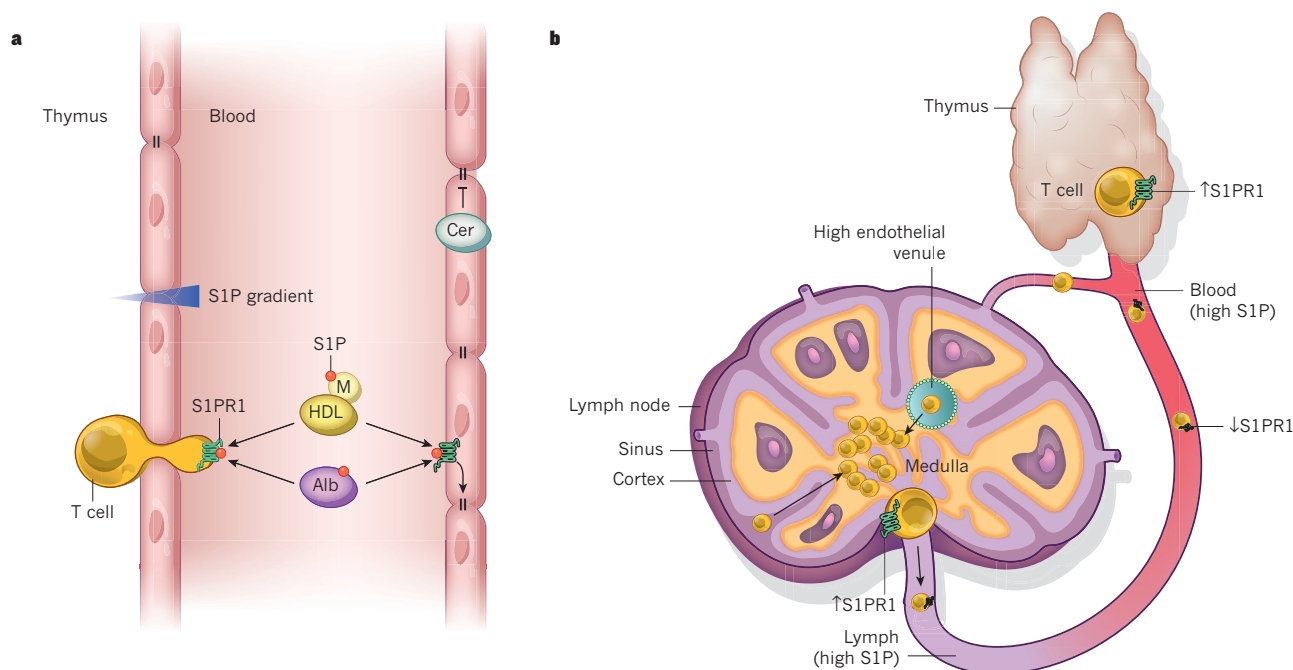 a
Thymus
Blood
Cer
S1P gradient
S1P
M
HDL
S1PR1
Alb
T cell
b
Thymus
T cell
↑S1PR1
High endothelial
venule
Blood
(high S1P)
Lymph node
↓S1PR1
Sinus
Medulla
Cortex
↑S1PR1
Lymph
(high S1P)